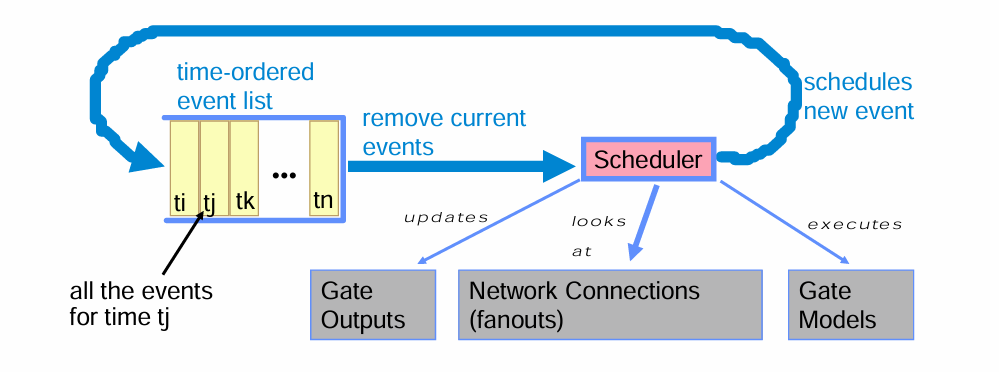 time-ordered
event list
schedules
new event
remove current
events
Scheduler
ti tj tk ... tn
updates
looks
at
executes
all the events
for time tj
Gate
Outputs
Network Connections
(fanouts)
Gate
Models